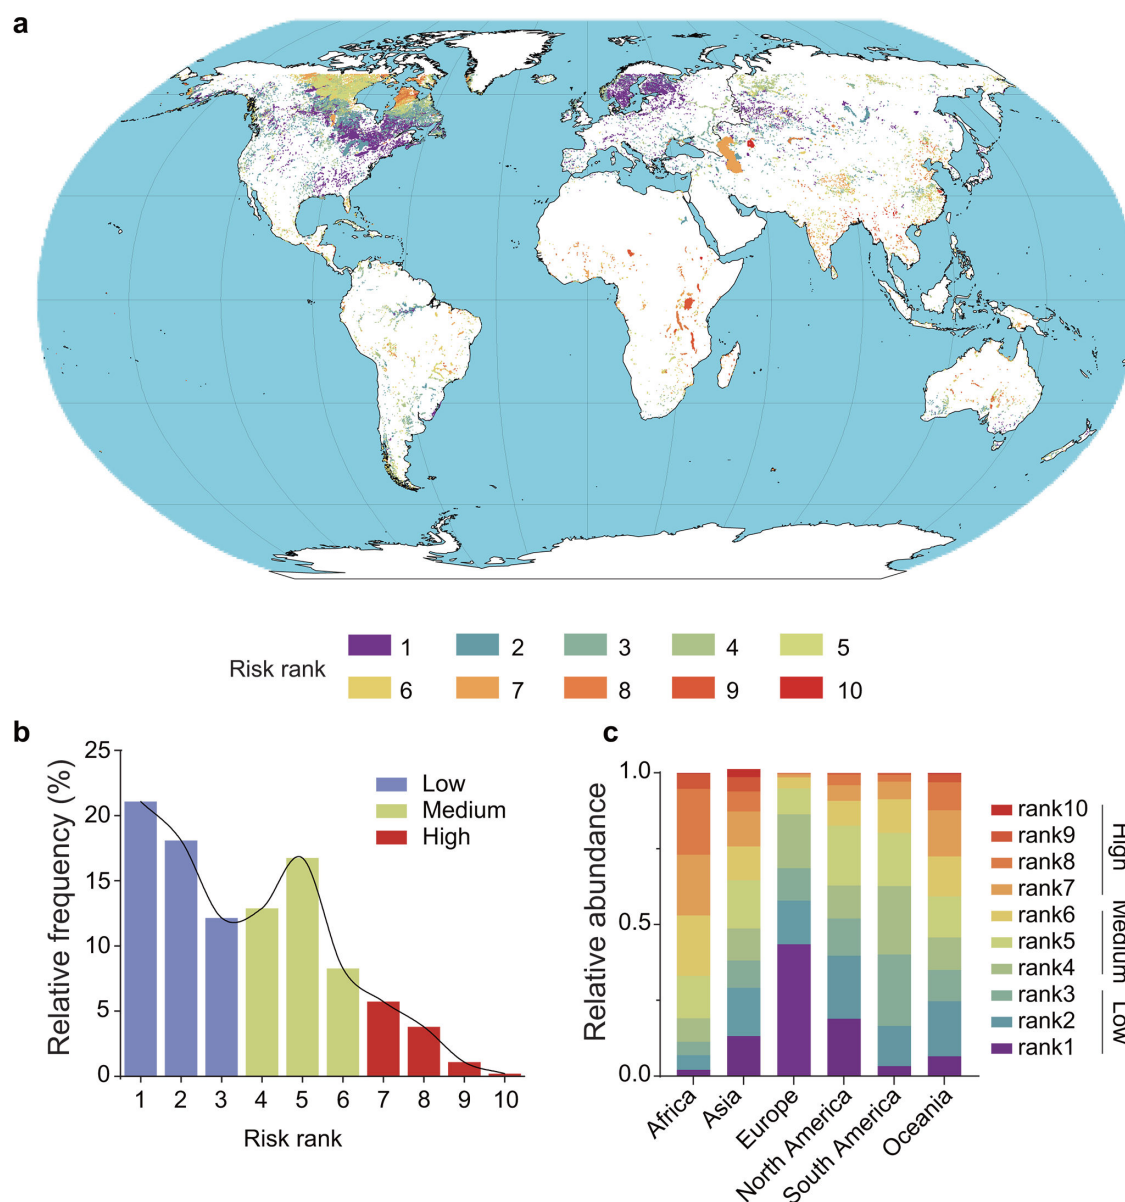 a
Risk rank
1 2 3 4 5
6 7 8 9 10
b
Relative frequency (%)
25
20
15
10
5
0
Low
Medium
High
1 2 3 4 5 6 7 8 9 10
Risk rank
c
Relative abundance
1.0
0.5
0.0
Africa
Asia
Europe
North America
South America
Oceania
rank10
rank9
rank8
rank7
rank6
rank5
rank4
rank3
rank2
rank1
High
Medium
Low